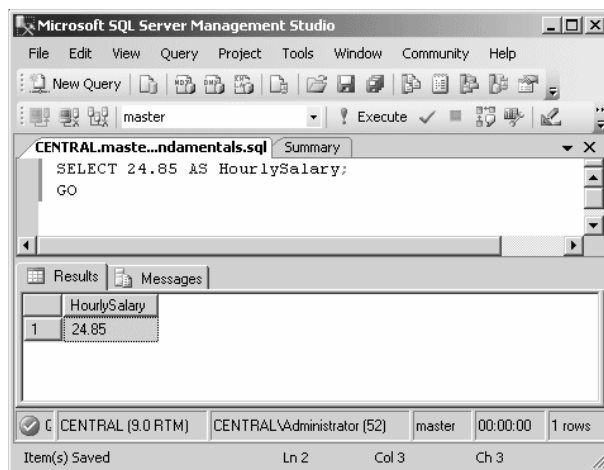 Microsoft SQL Server Management Studio
File Edit View Query Project Tools Window Community Help
New Query
master Execute
CENTRAL.maste...ndamentals.sql Summary
SELECT 24.85 AS HourlySalary;
GO
Results Messages
HourlySalary
1 24.85
CENTRAL (9.0 RTM) CENTRAL\Administrator (52) master 00:00:00 1 rows
Item(s) Saved Ln 2 Col 3 Ch 3